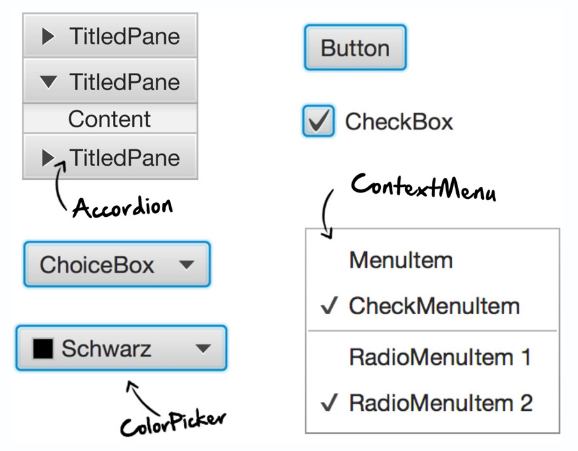 TitledPane
TitledPane
Content
TitledPane
Accordion
ChoiceBox
Schwarz
ColorPicker
Button
CheckBox
ContextMenu
MenuItem
CheckMenuItem
RadioMenuItem 1
RadioMenuItem 2